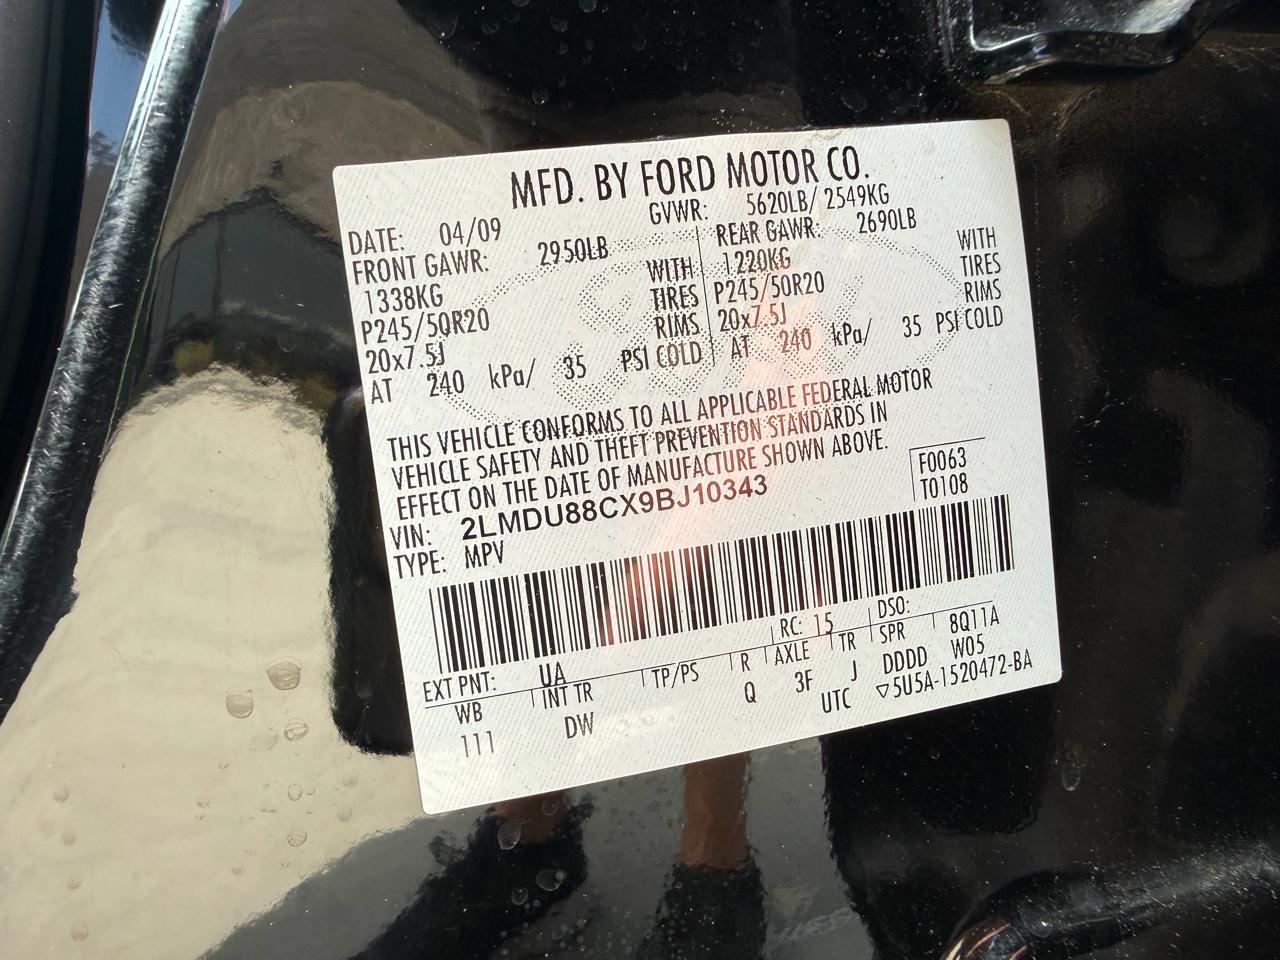 MFD. BY FORD MOTOR CO.
DATE: 04/09 GVWR: 5620LB/ 2549KG
FRONT GAWR: 2950LB
1338KG WITH
P245/50R20 TIRES
20x7.5J RIMS
AT 240 kPa/ 35 PSI COLD
REAR GAWR: 2690LB
1220KG WITH
P245/50R20 TIRES
20x7.5J RIMS
AT 240 kPa/ 35 PSI COLD
THIS VEHICLE CONFORMS TO ALL APPLICABLE FEDERAL MOTOR
VEHICLE SAFETY AND THEFT PREVENTION STANDARDS IN
EFFECT ON THE DATE OF MANUFACTURE SHOWN ABOVE.
VIN: 2LMDU88CX9BJ10343
TYPE: MPV
F0063
T0108
EXT PNT: UA RC: 15 DSO:
WB INT TR TP/PS R AXLE TR SPR 8Q11A
111 DW Q 3F J DDDD W05
UTC ▽5U5A-1520472-BA